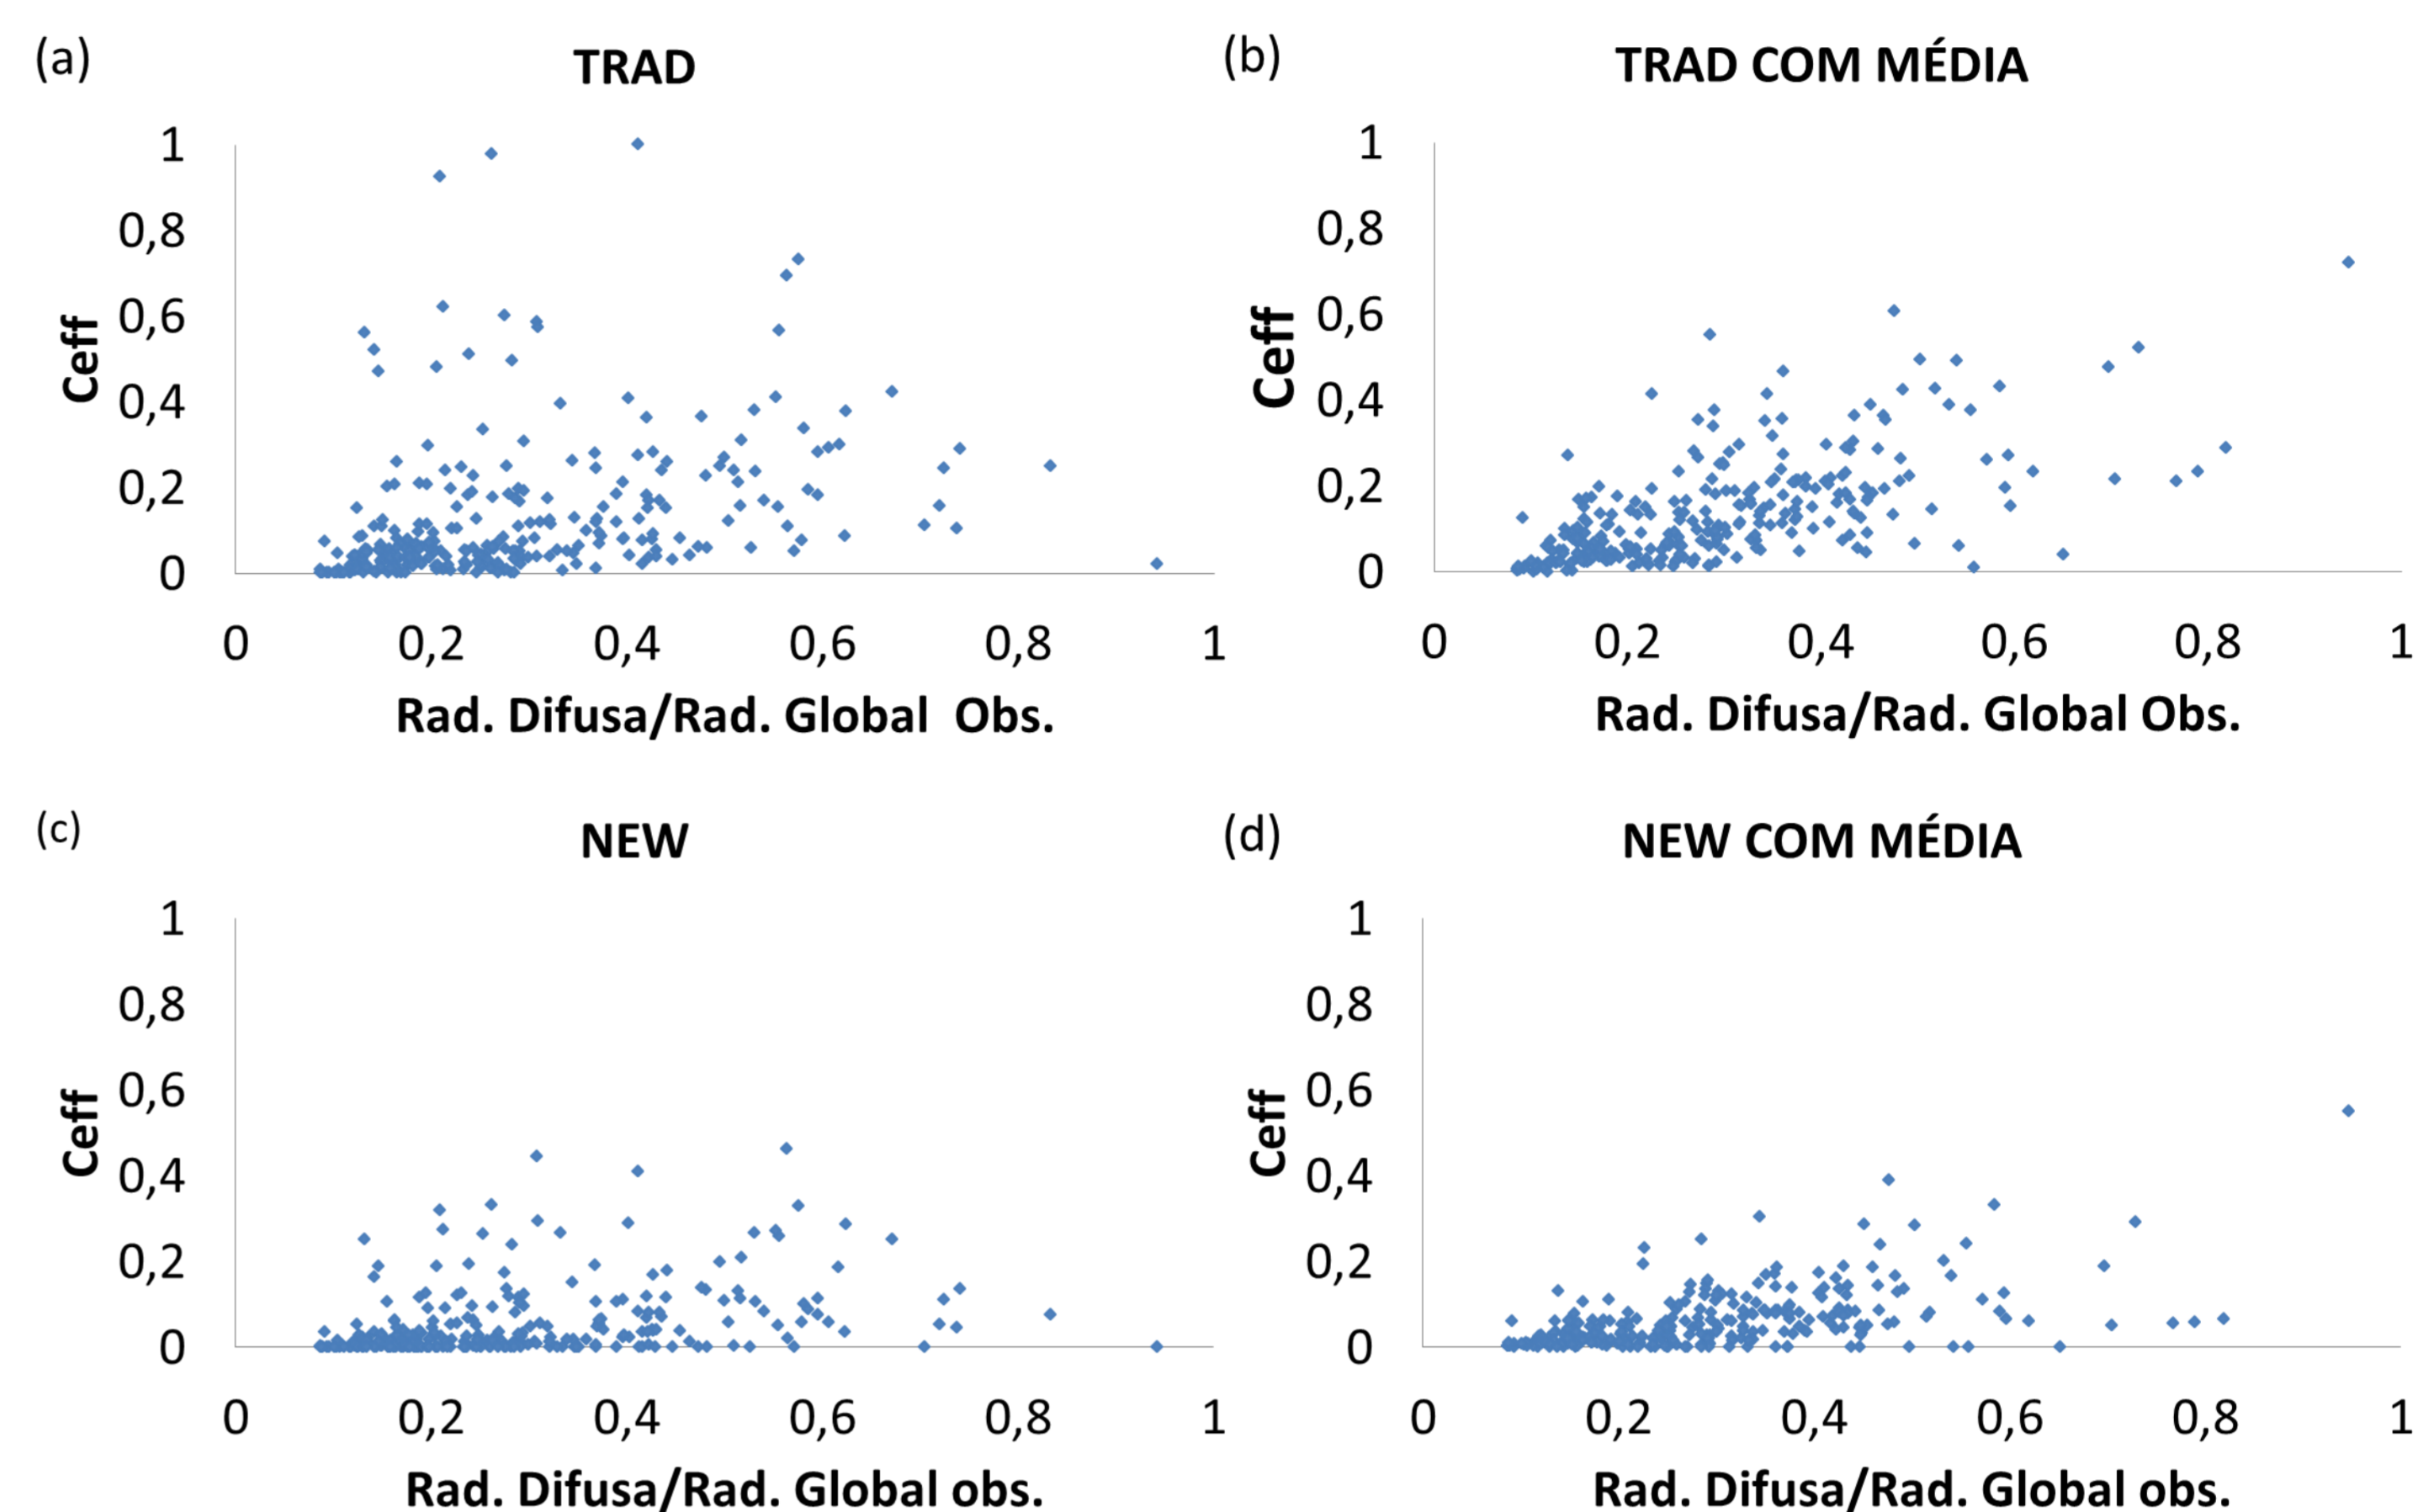 (a)
TRAD
1
0,8
0,6
0,4
0,2
0
Ceff
0 0,2 0,4 0,6 0,8 1
Rad. Difusa/Rad. Global Obs.
(b)
TRAD COM MÉDIA
1
0,8
0,6
0,4
0,2
0
Ceff
0 0,2 0,4 0,6 0,8 1
Rad. Difusa/Rad. Global Obs.
(c)
NEW
1
0,8
0,6
0,4
0,2
0
Ceff
0 0,2 0,4 0,6 0,8 1
Rad. Difusa/Rad. Global obs.
(d)
NEW COM MÉDIA
1
0,8
0,6
0,4
0,2
0
Ceff
0 0,2 0,4 0,6 0,8 1
Rad. Difusa/Rad. Global obs.